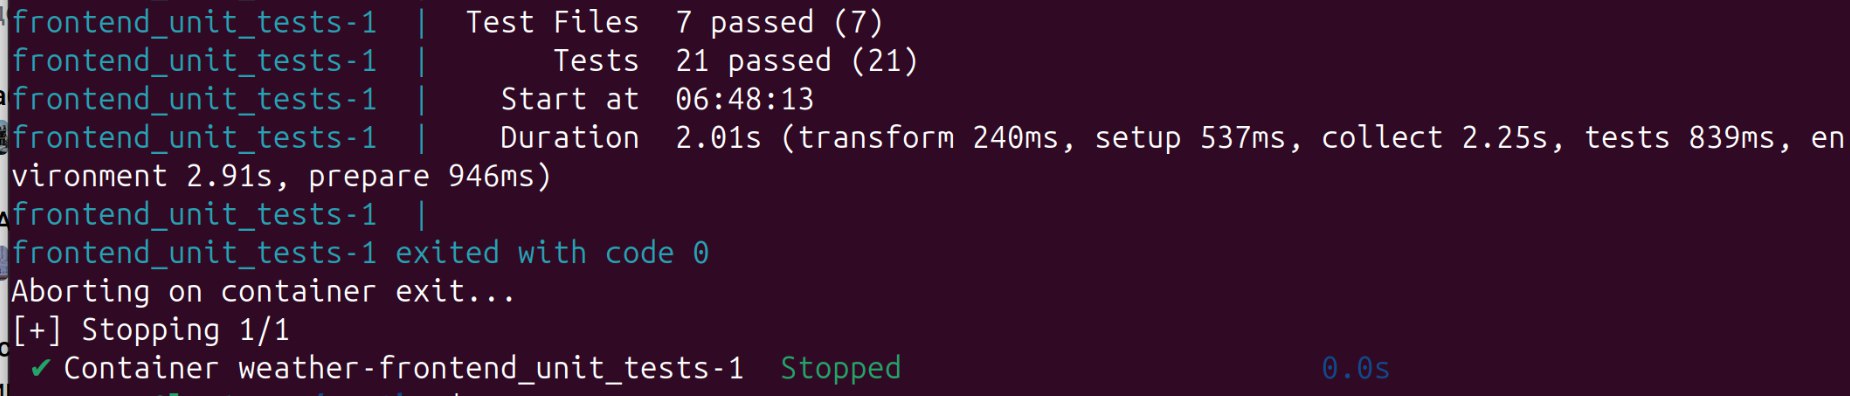 frontend_unit_tests-1  |  Test Files  7 passed (7)
frontend_unit_tests-1  |       Tests  21 passed (21)
frontend_unit_tests-1  |    Start at  06:48:13
frontend_unit_tests-1  |    Duration  2.01s (transform 240ms, setup 537ms, collect 2.25s, tests 839ms, en
vironment 2.91s, prepare 946ms)
frontend_unit_tests-1  |
frontend_unit_tests-1 exited with code 0
Aborting on container exit...
[+] Stopping 1/1
 ✔ Container weather-frontend_unit_tests-1  Stopped  0.0s